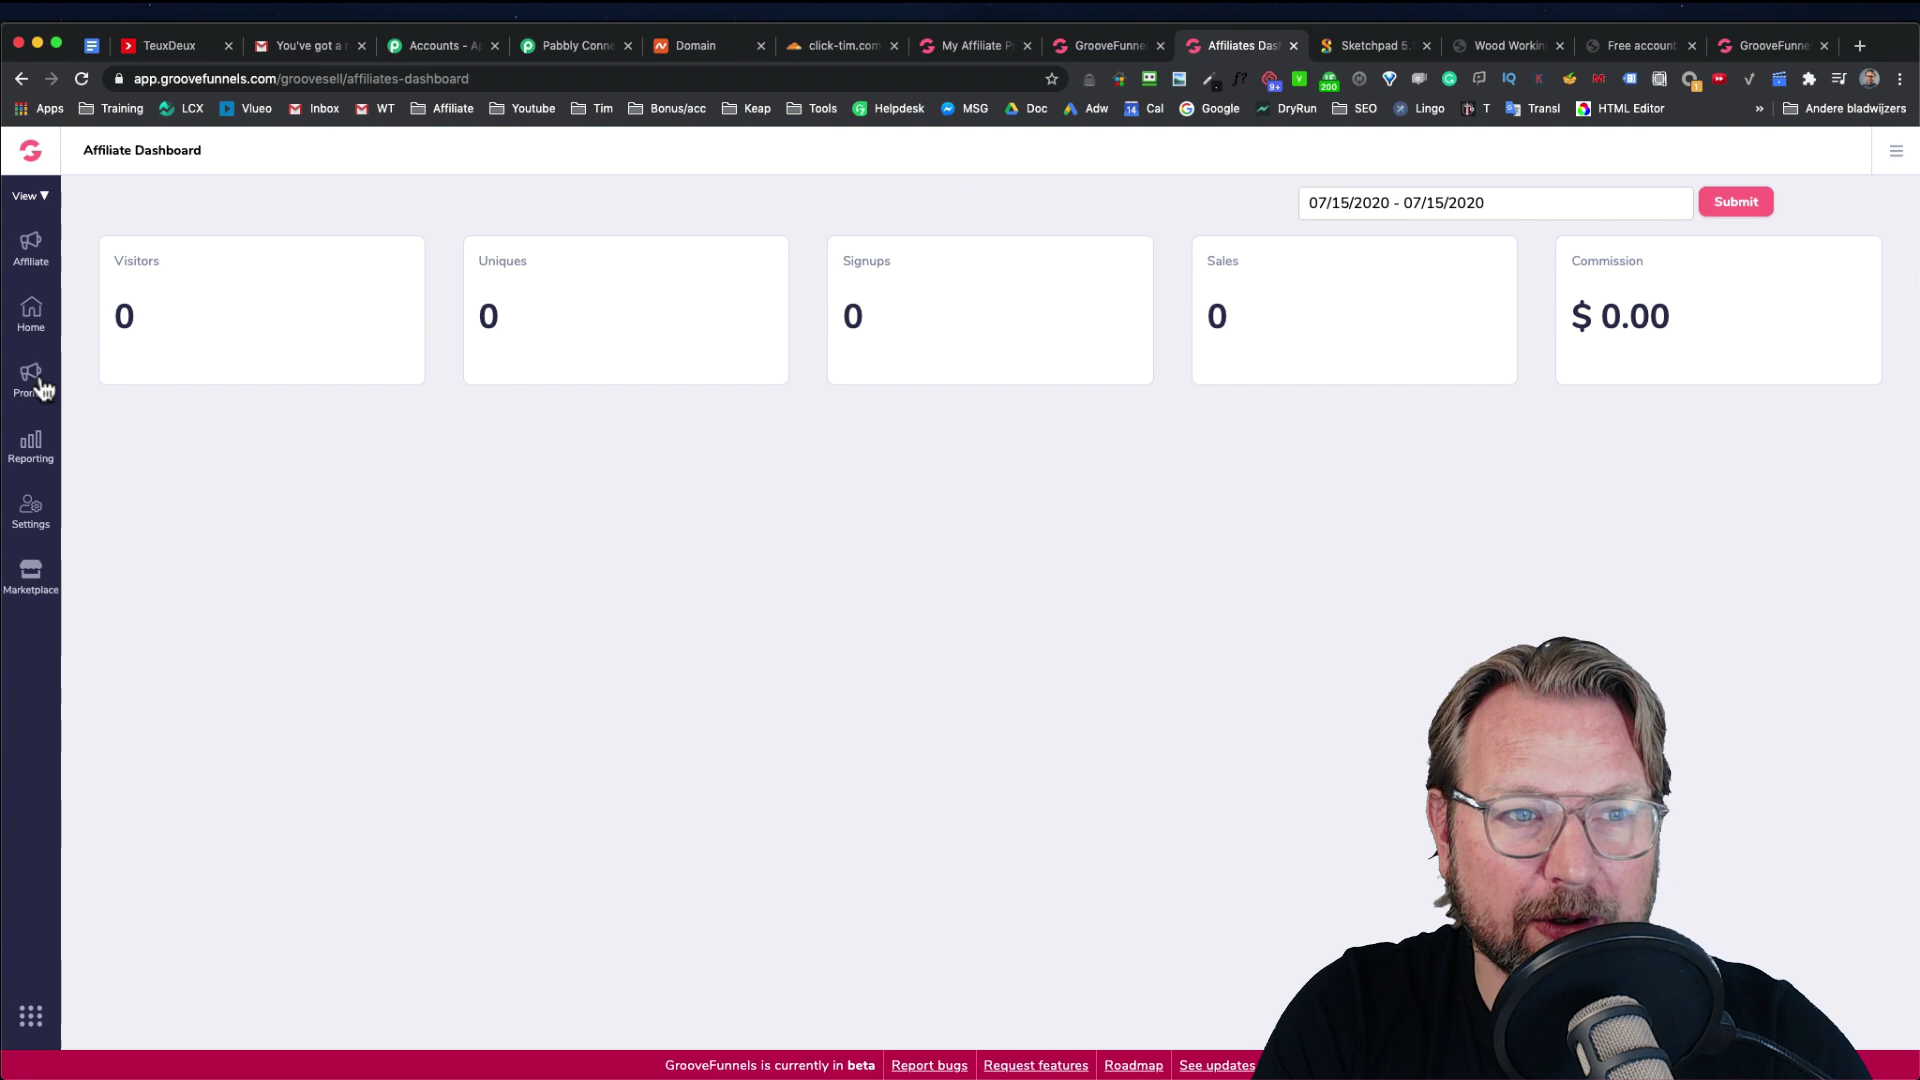 TeuxDeux
You've got a
Accounts - A
Pabbly Conne
Domain
click-tim.com
My Affiliate P
GrooveFunne
Affiliates Das
Sketchpad 5.
Wood Workin
Free account
GrooveFunne
app.groovefunnels.com/groovesell/affiliates-dashboard
Apps
Training
LCX
Vlueo
Inbox
WT
Affiliate
Youtube
Tim
Bonus/acc
Keap
Tools
Helpdesk
MSG
Doc
Adw
14 Cal
Google
DryRun
SEO
Lingo
T
Transl
HTML Editor
»
Andere bladwijzers
Affiliate Dashboard
View ▼
07/15/2020 - 07/15/2020
Submit
Affiliate
Home
Reporting
Settings
Marketplace
Visitors
0
Uniques
0
Signups
0
Sales
0
Commission
$ 0.00
GrooveFunnels is currently in beta
Report bugs
Request features
Roadmap
See updates